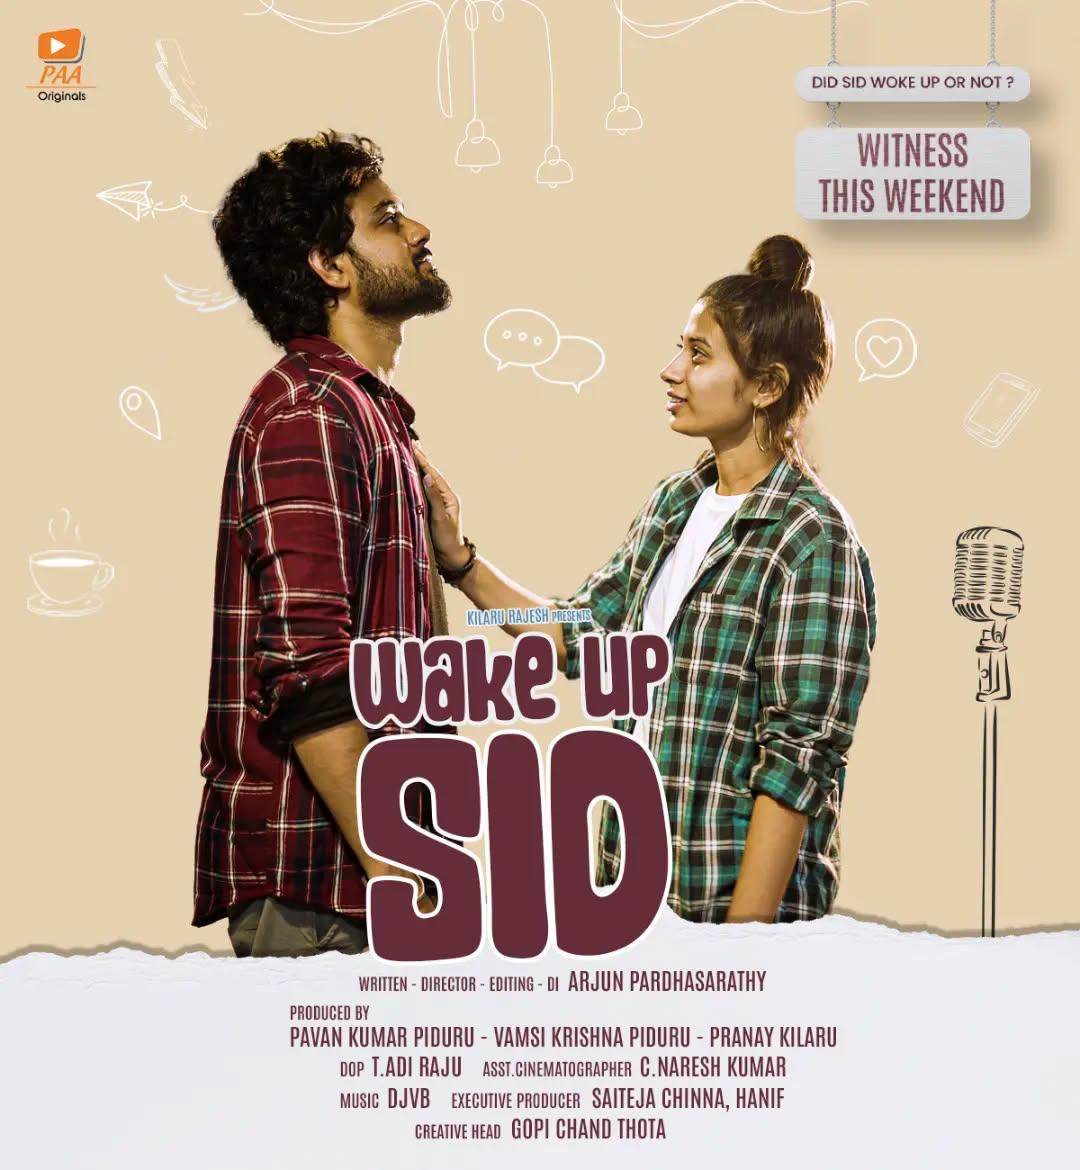 PAA
Originals
DID SID WOKE UP OR NOT ?
WITNESS
THIS WEEKEND
KILARU RAJESH PRESENTS
wake up
SID
WRITTEN - DIRECTOR - EDITING - DI ARJUN PARDHASARATHY
PRODUCED BY
PAVAN KUMAR PIDURU - VAMSI KRISHNA PIDURU - PRANAY KILARU
DOP T.ADI RAJU ASST.CINEMATOGRAPHER C.NARESH KUMAR
MUSIC DJVB EXECUTIVE PRODUCER SAITEJA CHINNA, HANIF
CREATIVE HEAD GOPI CHAND THOTA